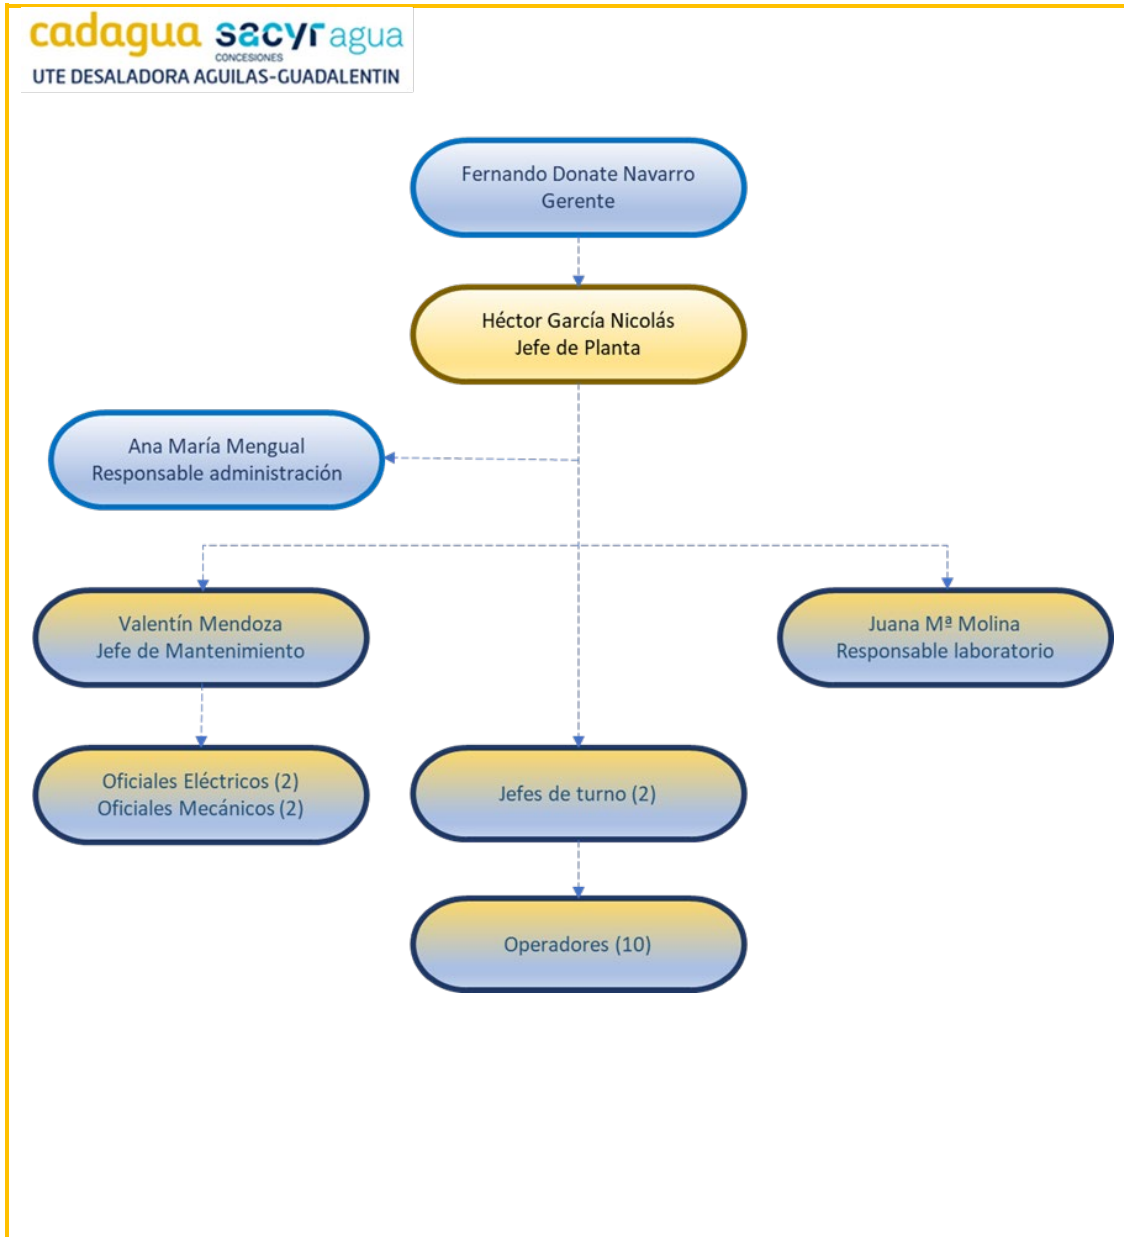 cadagua sacyr agua
CONCESIONES
UTE DESALADORA AGUILAS-GUADALENTIN
Fernando Donate Navarro
Gerente
Héctor García Nicolás
Jefe de Planta
Ana María Mengual
Responsable administración
Valentín Mendoza
Jefe de Mantenimiento
Juana Mª Molina
Responsable laboratorio
Oficiales Eléctricos (2)
Oficiales Mecánicos (2)
Jefes de turno (2)
Operadores (10)